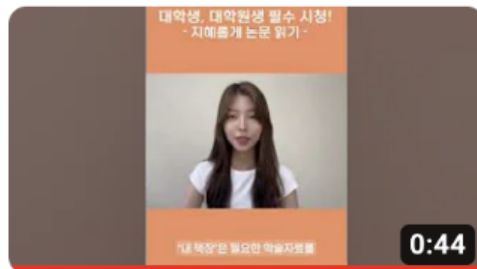 대학생, 대학원생 필수 시청!
- 지혜롭게 논문 읽기 -
"내 책장"은 필요한 학술자료를
0:44